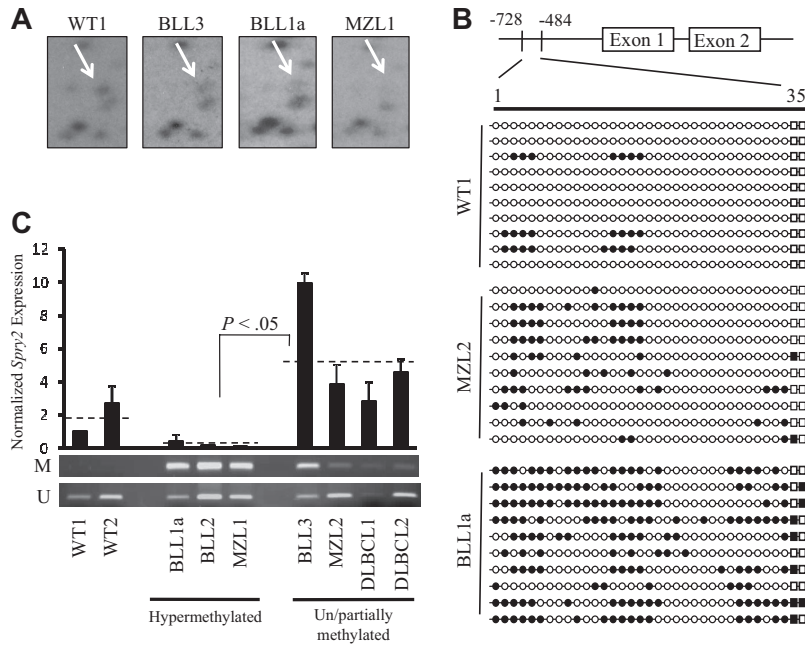 A
WT1 BLL3 BLL1a MZL1
B
-728 -484
Exon 1 Exon 2
1 35
WT1
MZL2
BLL1a
C
Normalized Spry2 Expression
12
10
8
6
4
2
0
P < .05
M
U
WT1 WT2 BLL1a BLL2 MZL1 BLL3 MZL2 DLBCL1 DLBCL2
Hypermethylated
Un/partially
methylated